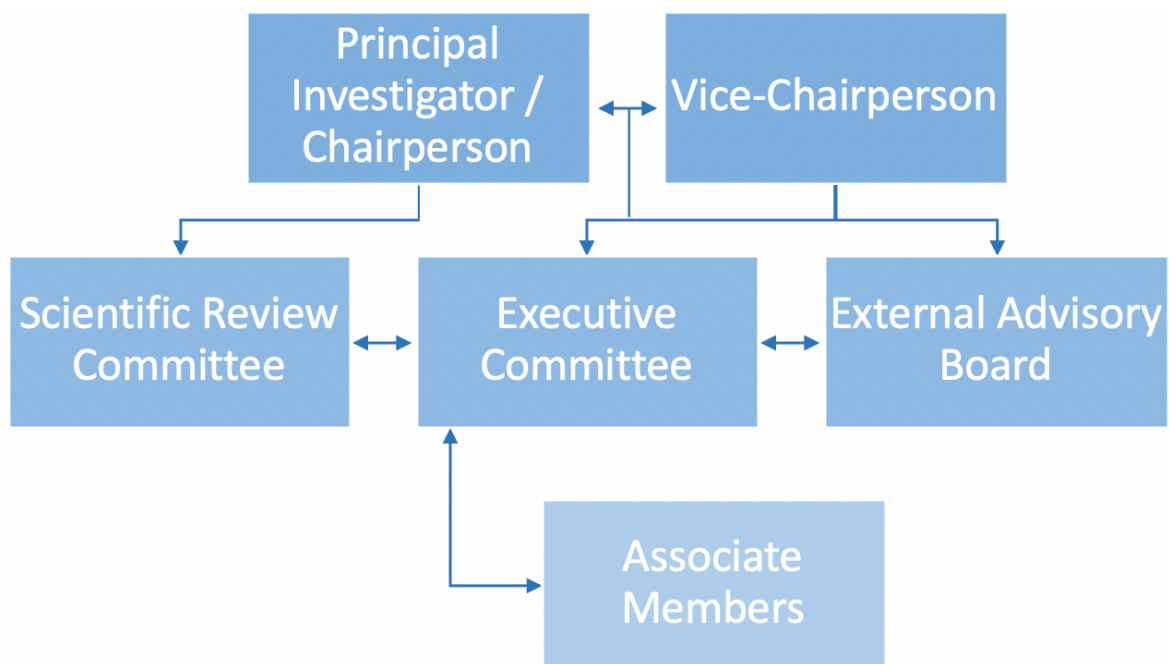 Principal
Investigator /
Chairperson
Vice-Chairperson
Scientific Review
Committee
Executive
Committee
External Advisory
Board
Associate
Members